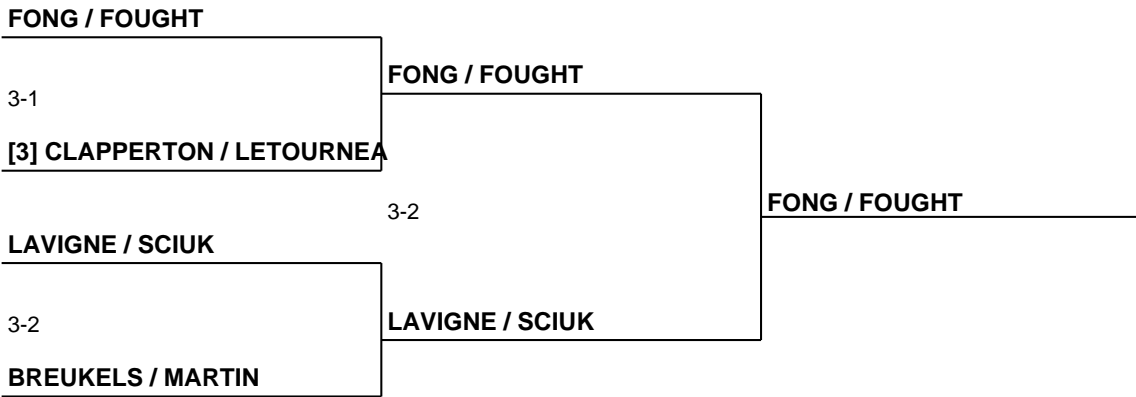 FONG / FOUGHT
FONG / FOUGHT
3-1
[3] CLAPPERTON / LETOURNEA
3-2
FONG / FOUGHT
LAVIGNE / SCIUK
3-2
LAVIGNE / SCIUK
BREUKELS / MARTIN